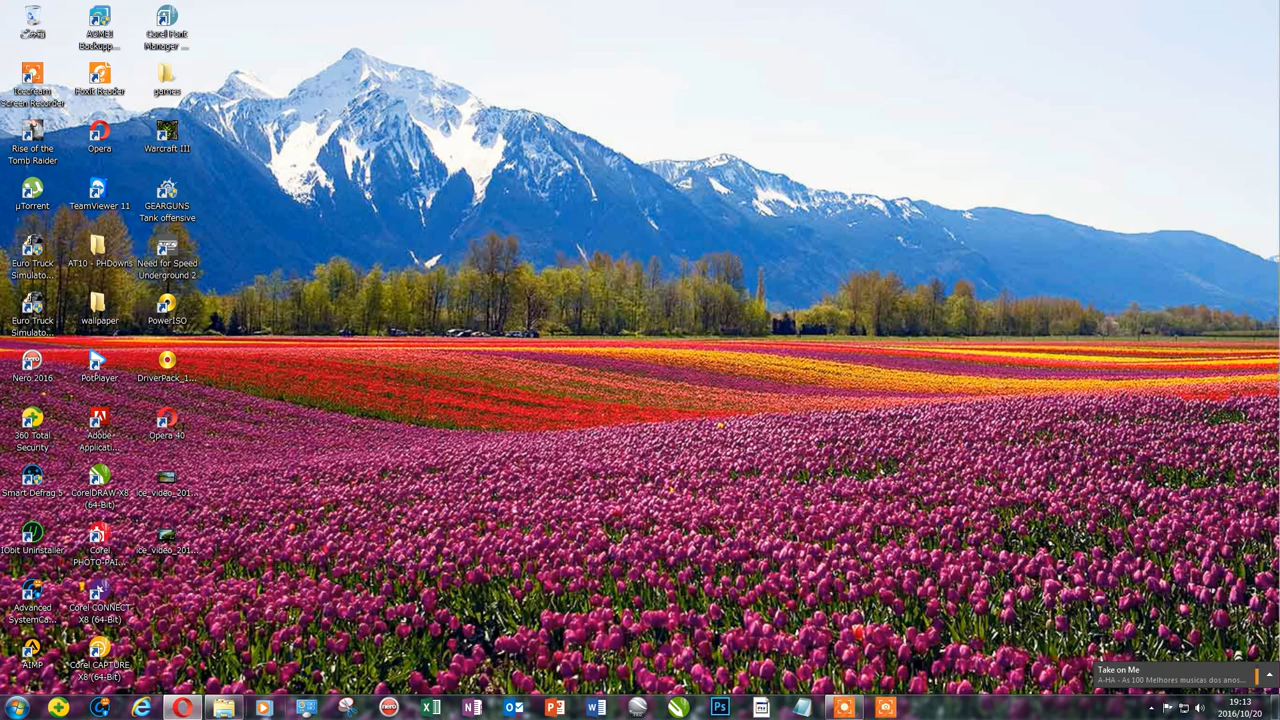 ごみ箱
AOMEI
Backupp...
Corel Font
Manager ...
Icecream
Screen Recorder
Foxit Reader
games
Rise of the
Tomb Raider
Opera
Warcraft III
µTorrent
TeamViewer 11
GEARGUNS
Tank offensive
Euro Truck
Simulato...
AT10 - PHDowns
Need for Speed
Underground 2
Euro Truck
Simulato...
wallpaper
PowerISO
Nero 2016
PotPlayer
DriverPack_1...
360 Total
Security
Adobe
Applicati...
Opera 40
Smart Defrag 5
CorelDRAW X8
(64-Bit)
ice_video_201...
IObit Uninstaller
Corel
PHOTO-PAI...
ice_video_201...
Advanced
SystemCa...
Corel CONNECT
X8 (64-Bit)
AIMP
Corel CAPTURE
X8 (64-Bit)
Take on Me
A-HA - As 100 Melhores musicas dos anos...
19:13
2016/10/20